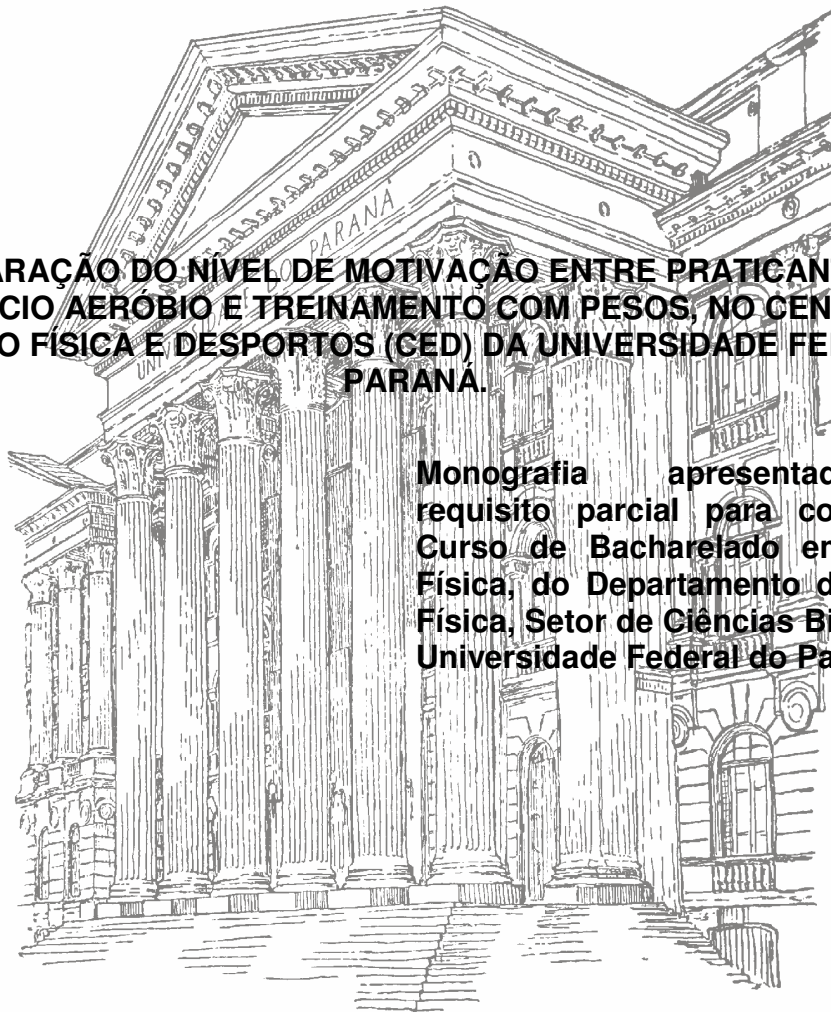 PARANÁ
ARAÇÃO DO NÍVEL DE MOTIVAÇÃO ENTRE PRATICAN
CIO AERÓBIO E TREINAMENTO COM PESOS, NO CEN
O FÍSICA E DESPORTOS (CED) DA UNIVERSIDADE FE
PARANÁ.
Monografia apresentad
requisito parcial para co
Curso de Bacharelado e
Física, do Departamento d
Física, Setor de Ciências Bi
Universidade Federal do Pa